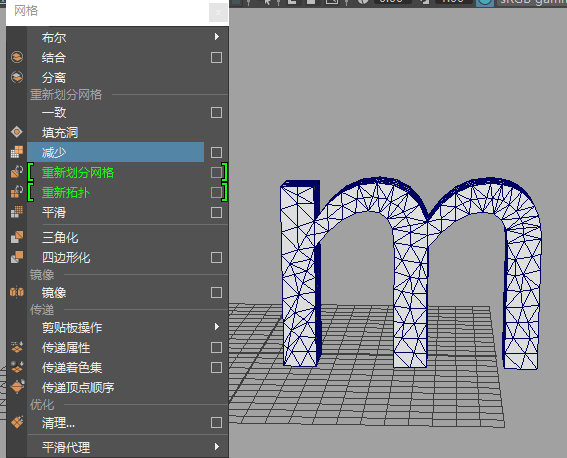 网格
布尔
结合
分离
重新划分网格
一致
填充洞
减少
重新划分网格
重新拓扑
平滑
三角化
四边形化
镜像
镜像
传递
剪贴板操作
传递属性
传递着色集
传递顶点顺序
优化
清理...
平滑代理